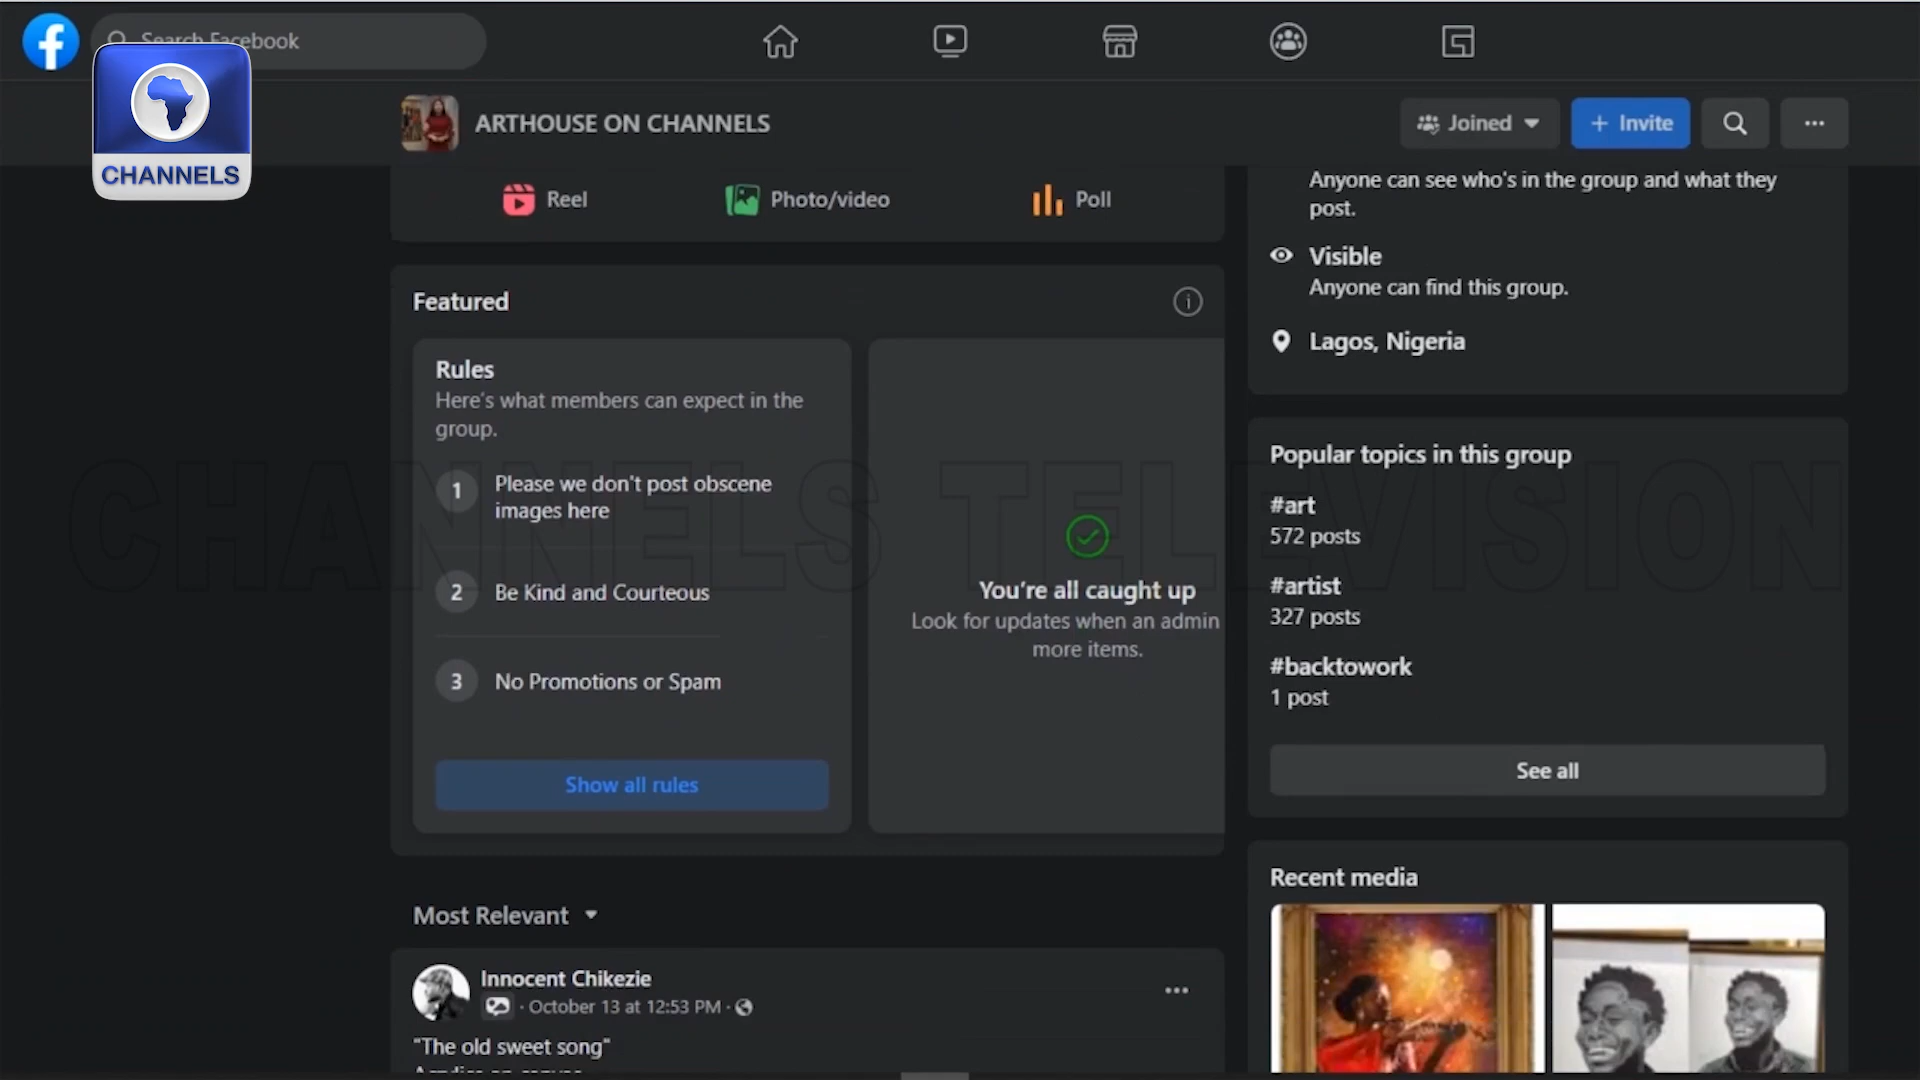 Search Facebook
CHANNELS
ARTHOUSE ON CHANNELS
Joined
+ Invite
Reel
Photo/video
Poll
Anyone can see who's in the group and what they
post.
Visible
Anyone can find this group.
Lagos, Nigeria
Featured
Rules
Here's what members can expect in the
group.
1
Please we don't post obscene
images here
2
Be Kind and Courteous
3
No Promotions or Spam
Show all rules
You're all caught up
Look for updates when an admin
more items.
Popular topics in this group
#art
572 posts
#artist
327 posts
#backtowork
1 post
See all
CHANNELS TELEVISION
Recent media
Most Relevant
Innocent Chikezie
· October 13 at 12:53 PM ·
"The old sweet song"